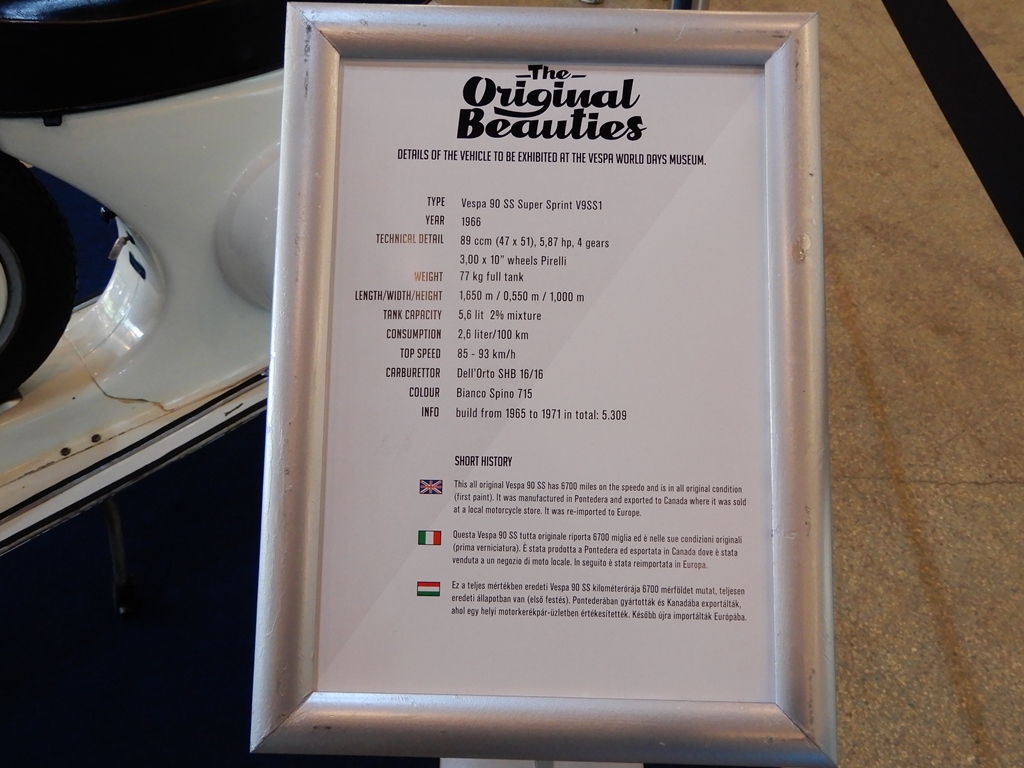 The
Original
Beauties
DETAILS OF THE VEHICLE TO BE EXHIBITED AT THE VESPA WORLD DAYS MUSEUM.
TYPE Vespa 90 SS Super Sprint V9SS1
YEAR 1966
TECHNICAL DETAIL 89 ccm (47 x 51), 5,87 hp, 4 gears
3,00 x 10" wheels Pirelli
WEIGHT 77 kg full tank
LENGTH/WIDTH/HEIGHT 1,650 m / 0,550 m / 1,000 m
TANK CAPACITY 5,6 lit 2% mixture
CONSUMPTION 2,6 liter/100 km
TOP SPEED 85 - 93 km/h
CARBURETTOR Dell'Orto SHB 16/16
COLOUR Bianco Spino 715
INFO build from 1965 to 1971 in total: 5.309
SHORT HISTORY
This all original Vespa 90 SS has 6700 miles on the speedo and is in all original condition
(first paint). It was manufactured in Pontedera and exported to Canada where it was sold
at a local motorcycle store. It was re-imported to Europe.
Questa Vespa 90 SS tutta originale riporta 6700 miglia ed è nelle sue condizioni originali
(prima verniciatura). È stata prodotta a Pontedera ed esportata in Canada dove è stata
venduta a un negozio di moto locale. In seguito è stata reimportata in Europa.
Ez a teljes mértékben eredeti Vespa 90 SS kilométerórája 6700 mérföldet mutat, teljesen
eredeti állapotban van (első festés). Pontederában gyártották és Kanadába exportálták,
ahol egy helyi motorkerékpár-üzletben értékesítették. Később újra importálták Európába.